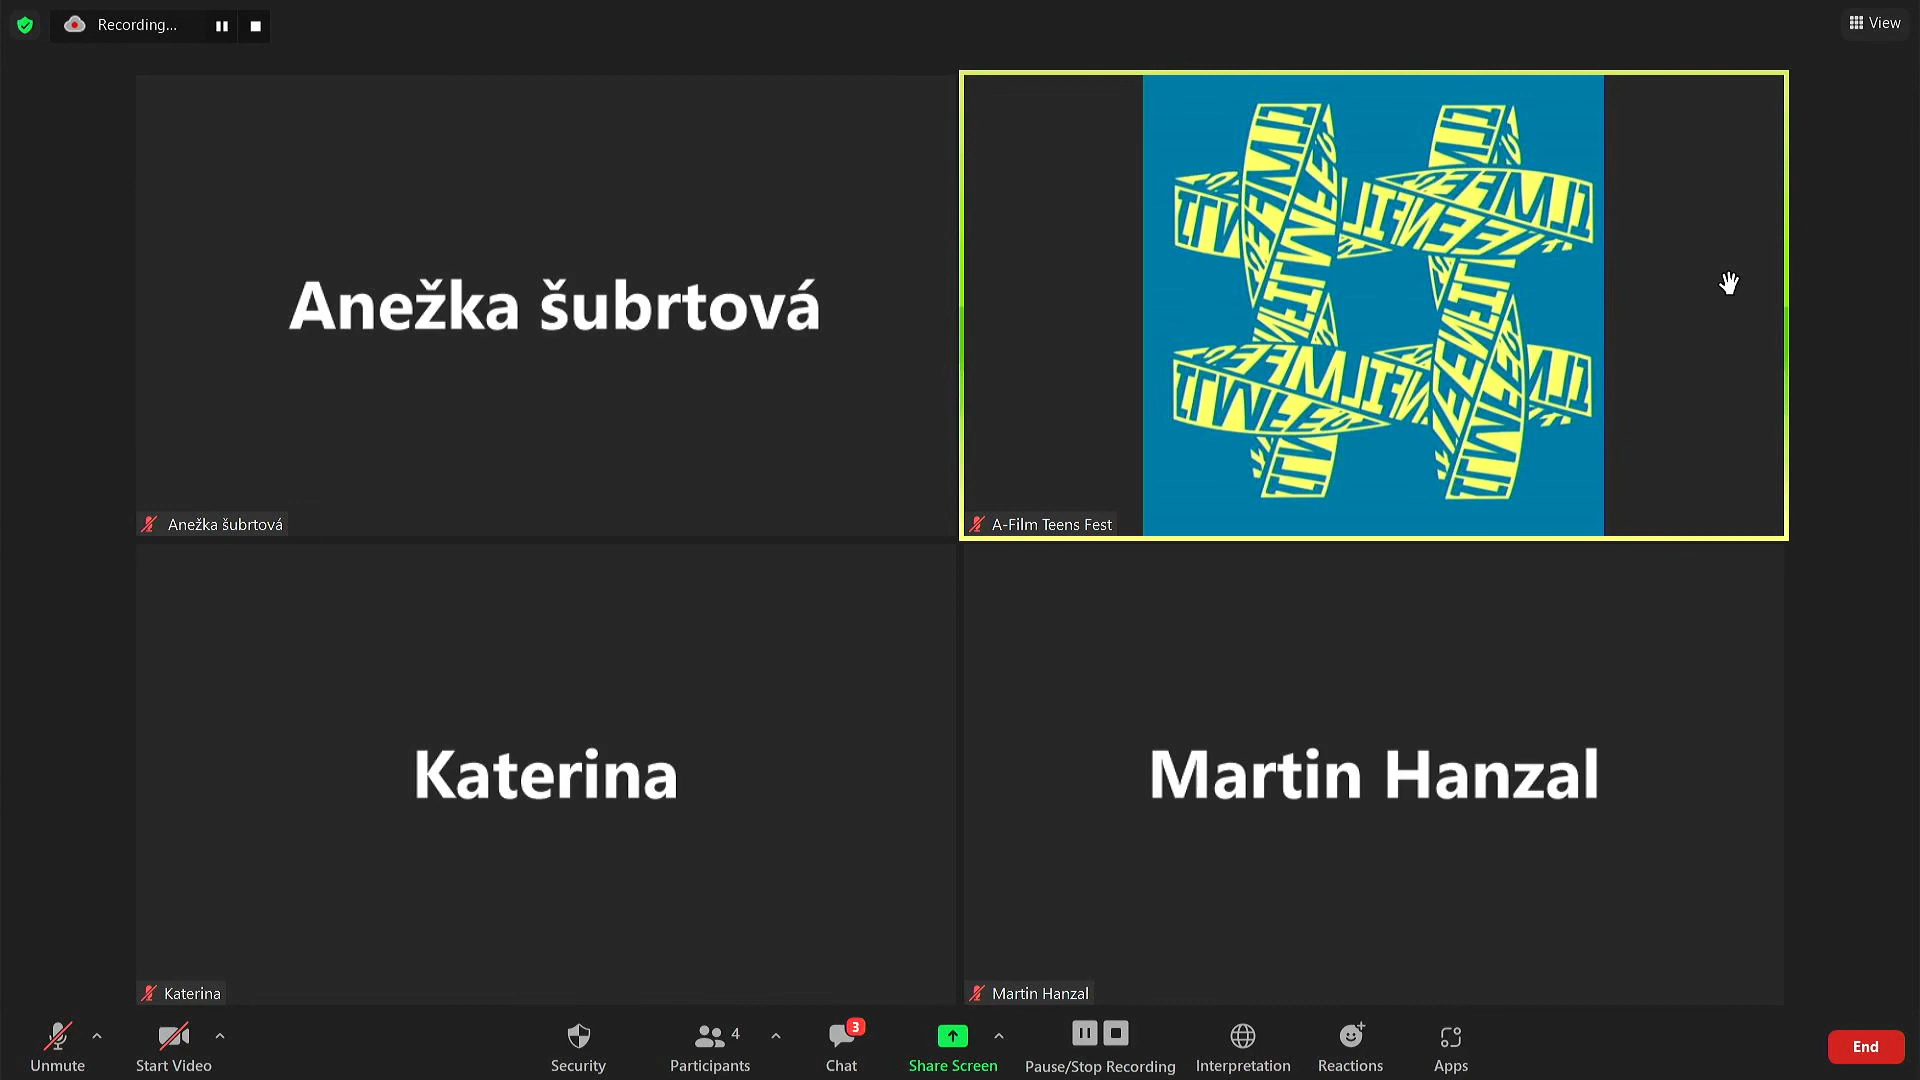 Recording...
View
Anežka šubrtová
Anežka šubrtová
A-Film Teens Fest
Katerina
Martin Hanzal
Katerina
Martin Hanzal
Unmute
Start Video
Security
4
Participants
3
Chat
Share Screen
Pause/Stop Recording
Interpretation
Reactions
Apps
End